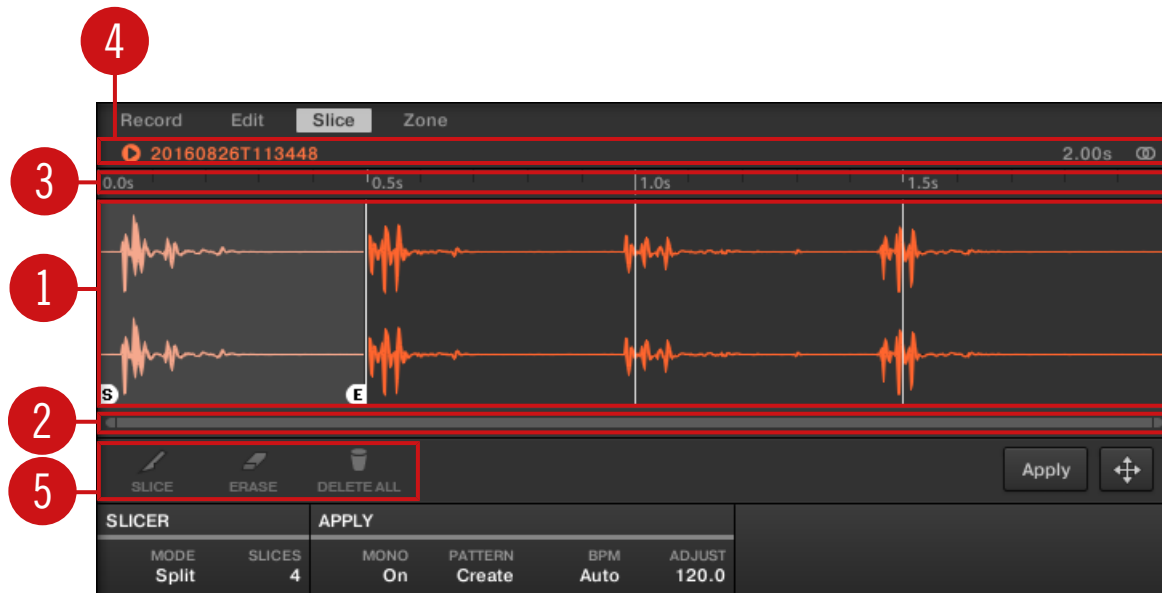 4
Record Edit Slice Zone
20160826T113448 2.00s
3
0.0s 0.5s 1.0s 1.5s
1
S E
2
5
SLICE ERASE DELETE ALL Apply
SLICER APPLY
MODE SLICES MONO PATTERN BPM ADJUST
Split 4 On Create Auto 120.0